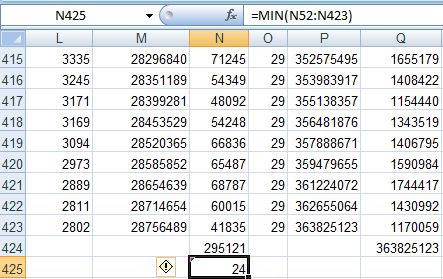 N425 fx =MIN(N52:N423)
L M N O P Q
415 3335 28296840 71245 29 352575495 1655179
416 3245 28351189 54349 29 353983917 1408422
417 3171 28399281 48092 29 355138357 1154440
418 3169 28453529 54248 29 356481876 1343519
419 3094 28520365 66836 29 357888671 1406795
420 2973 28585852 65487 29 359479655 1590984
421 2889 28654639 68787 29 361224072 1744417
422 2811 28714654 60015 29 362655064 1430992
423 2802 28756489 41835 29 363825123 1170059
424 295121 363825123
425 24